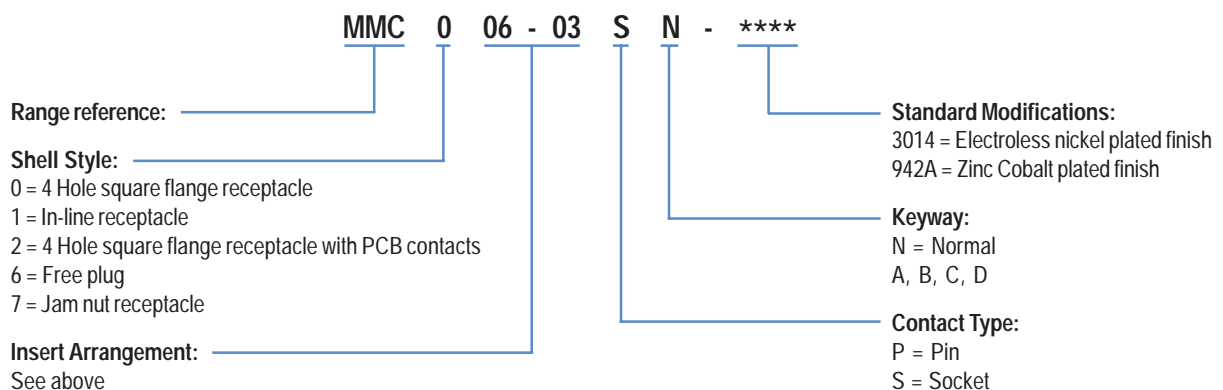 MMC 0 06 - 03 S N - ****
Range reference:
Shell Style:
0 = 4 Hole square flange receptacle
1 = In-line receptacle
2 = 4 Hole square flange receptacle with PCB contacts
6 = Free plug
7 = Jam nut receptacle
Insert Arrangement:
See above
Standard Modifications:
3014 = Electroless nickel plated finish
942A = Zinc Cobalt plated finish
Keyway:
N = Normal
A, B, C, D
Contact Type:
P = Pin
S = Socket